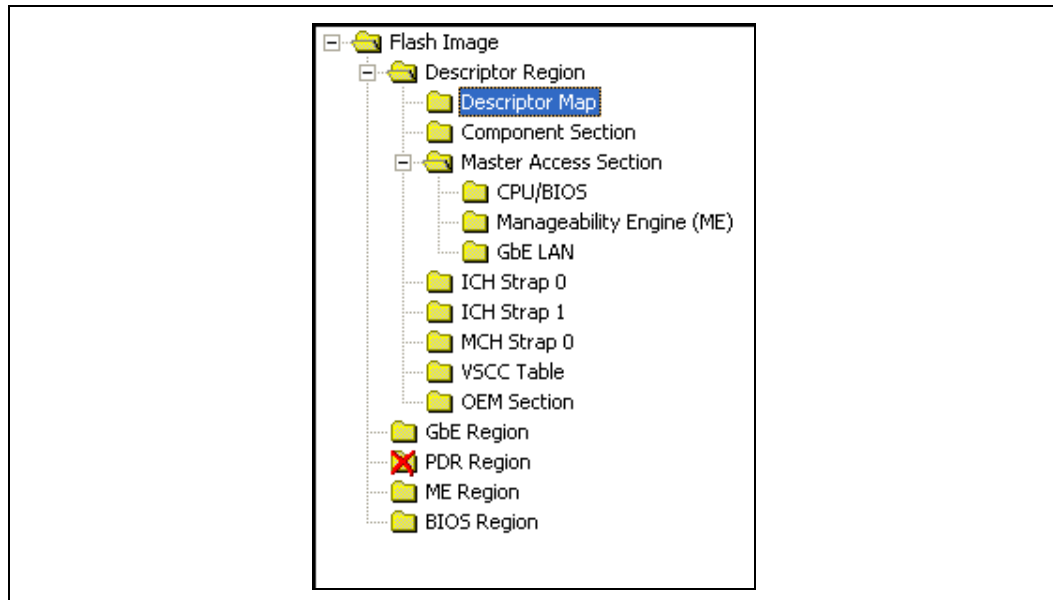 Flash Image
Descriptor Region
Descriptor Map
Component Section
Master Access Section
CPU/BIOS
Manageability Engine (ME)
GbE LAN
ICH Strap 0
ICH Strap 1
MCH Strap 0
VSCC Table
OEM Section
GbE Region
PDR Region
ME Region
BIOS Region